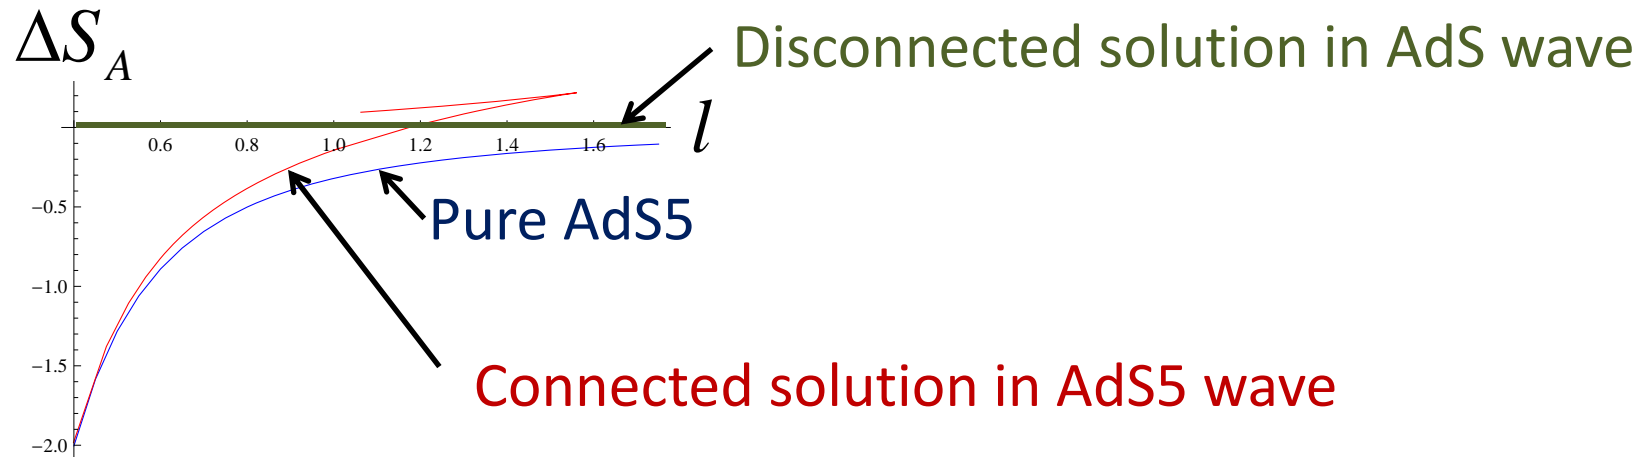 ΔS_A
Disconnected solution in AdS wave
l
0.6 0.8 1.0 1.2 1.4 1.6
−0.5
Pure AdS5
−1.0
−1.5
Connected solution in AdS5 wave
−2.0